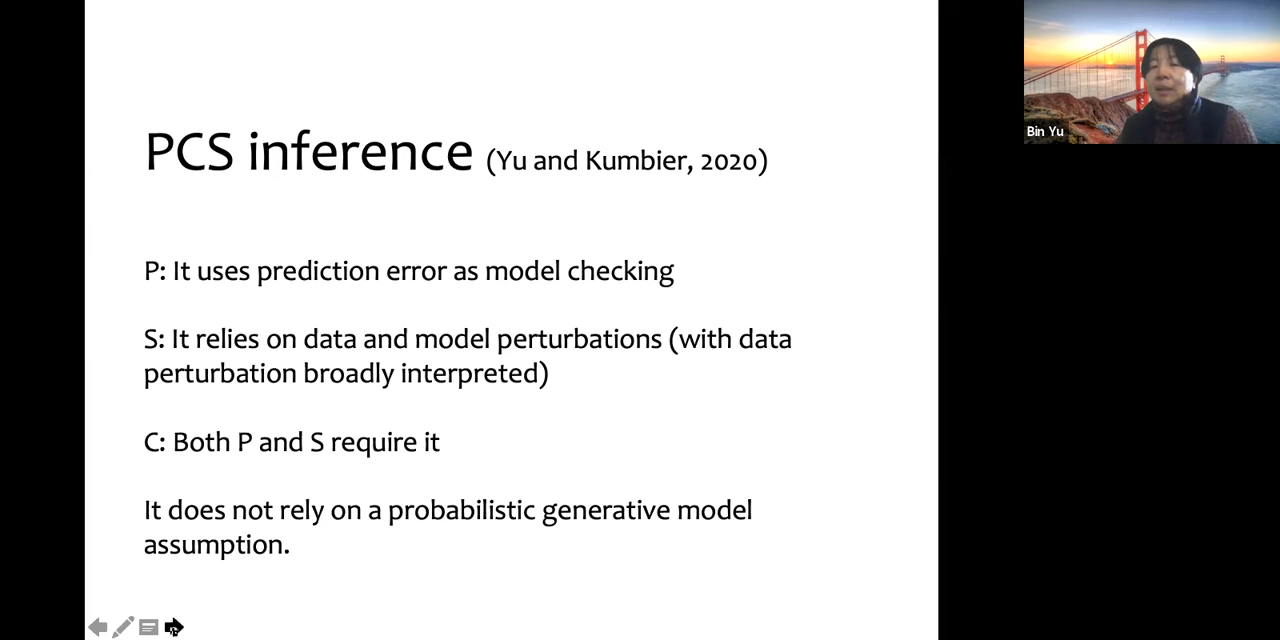 PCS inference (Yu and Kumbier, 2020)
P: It uses prediction error as model checking
S: It relies on data and model perturbations (with data
perturbation broadly interpreted)
C: Both P and S require it
It does not rely on a probabilistic generative model
assumption.
Bin Yu